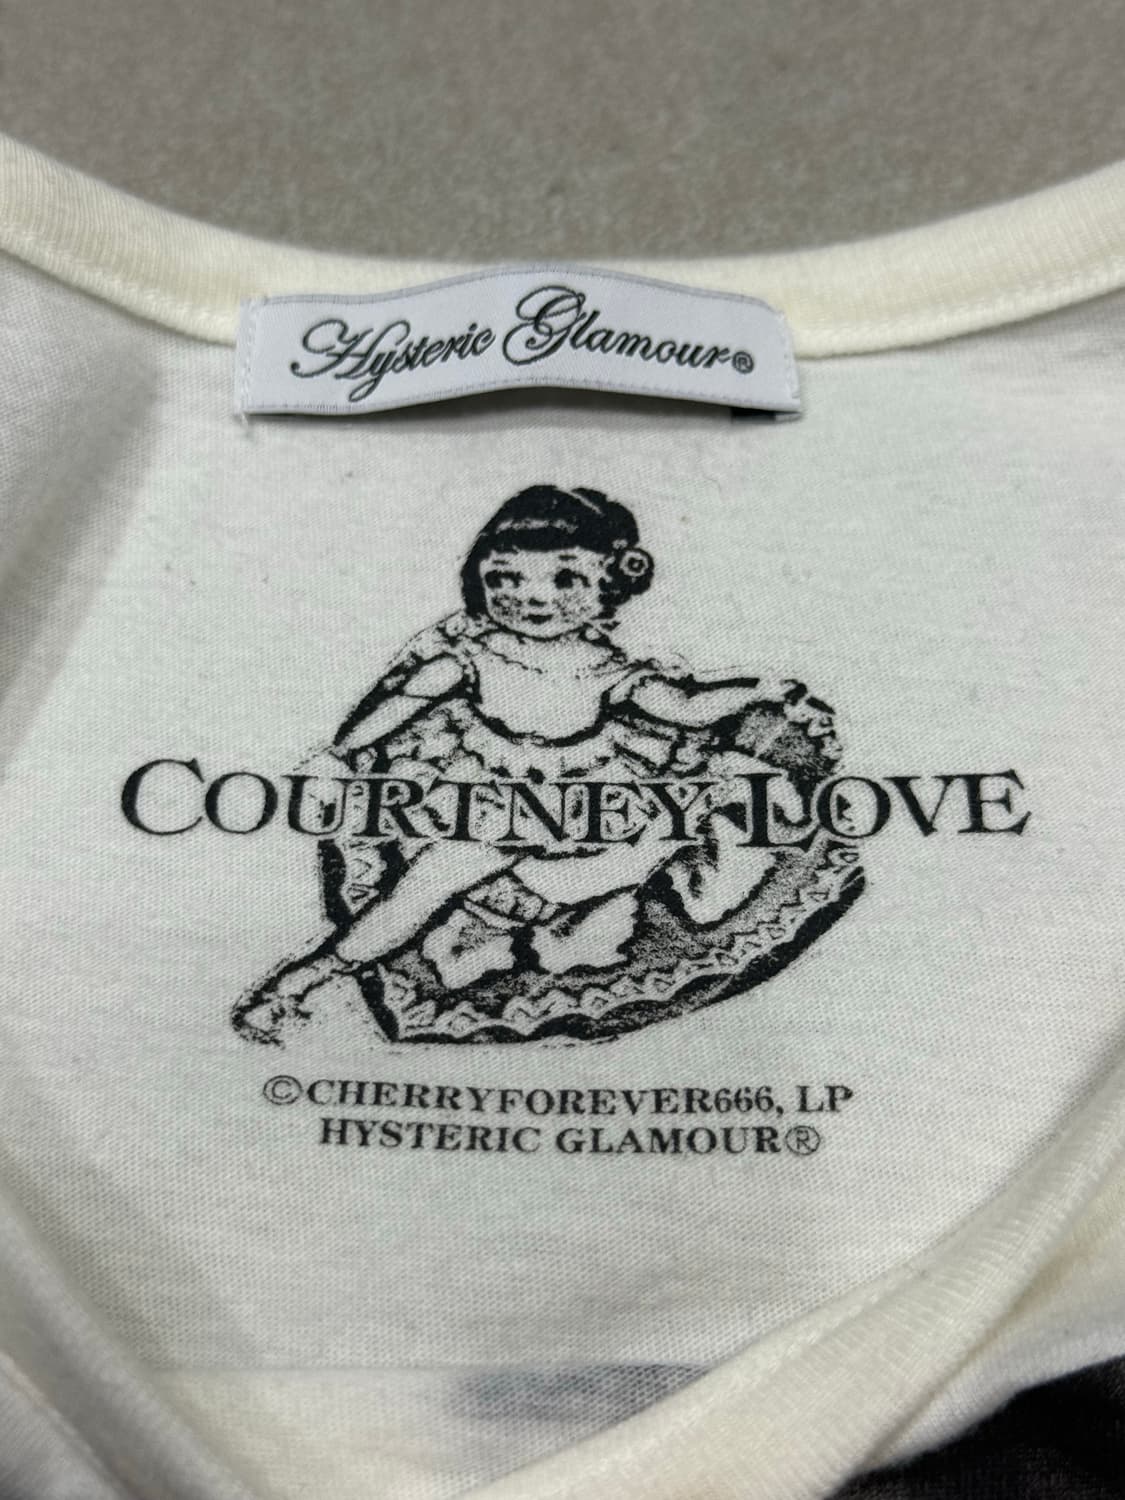 Hysteric Glamour®
COURTNEY LOVE
©CHERRYFOREVER666, LP
HYSTERIC GLAMOUR®